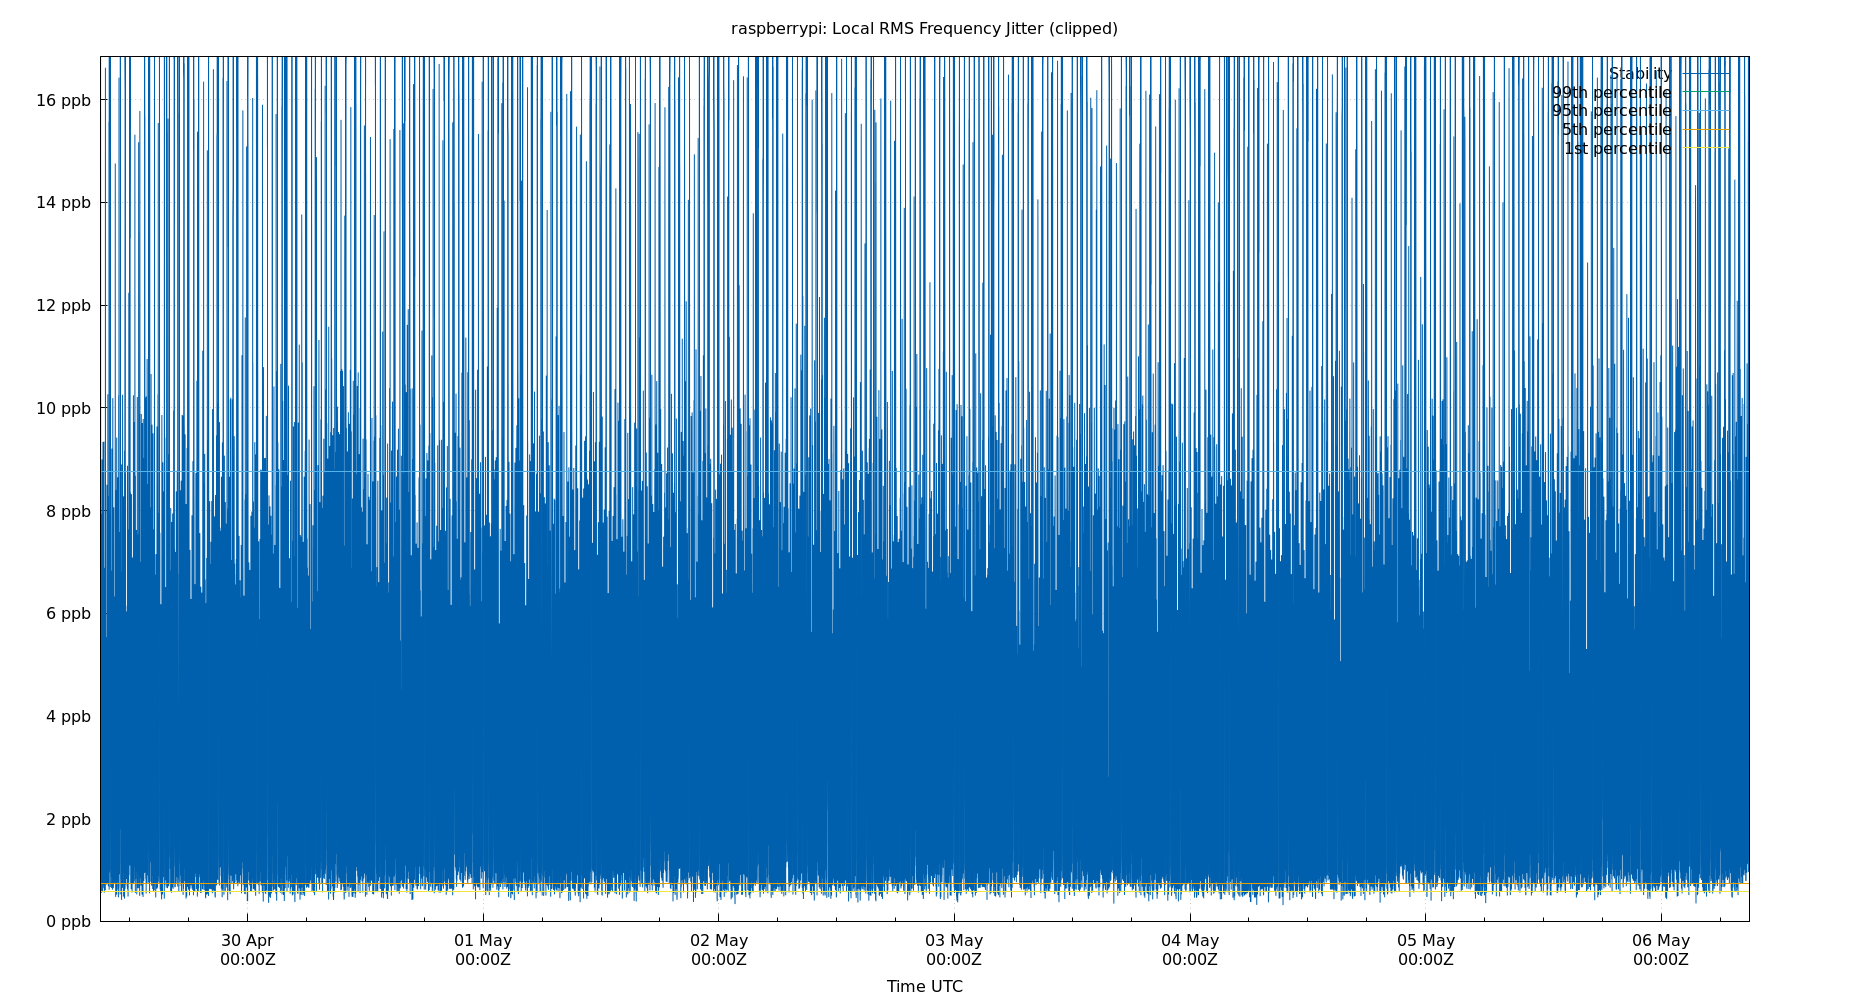 raspberrypi: Local RMS Frequency Jitter (clipped)
Stability
99th percentile
95th percentile
5th percentile
1st percentile
16 ppb
14 ppb
12 ppb
10 ppb
8 ppb
6 ppb
4 ppb
2 ppb
0 ppb
30 Apr 01 May 02 May 03 May 04 May 05 May 06 May
00:00Z 00:00Z 00:00Z 00:00Z 00:00Z 00:00Z 00:00Z
Time UTC